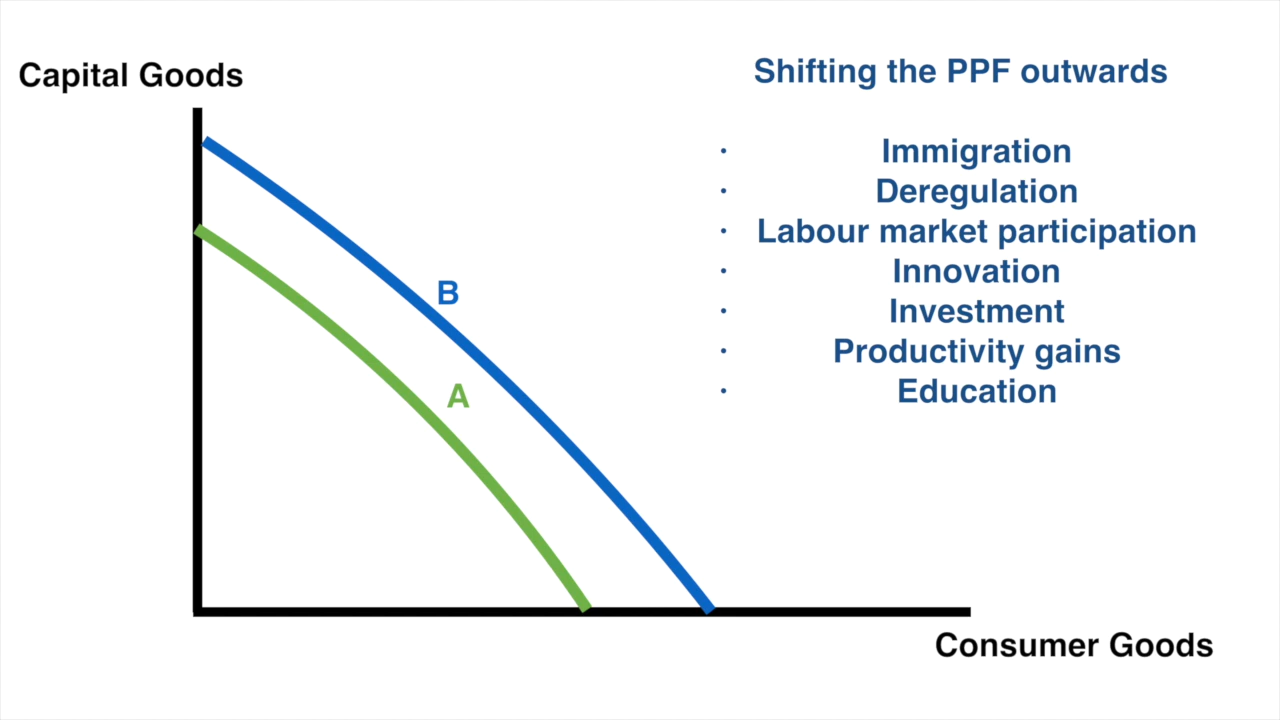 Capital Goods
Shifting the PPF outwards
· Immigration
· Deregulation
· Labour market participation
· Innovation
· Investment
· Productivity gains
· Education
B
A
Consumer Goods